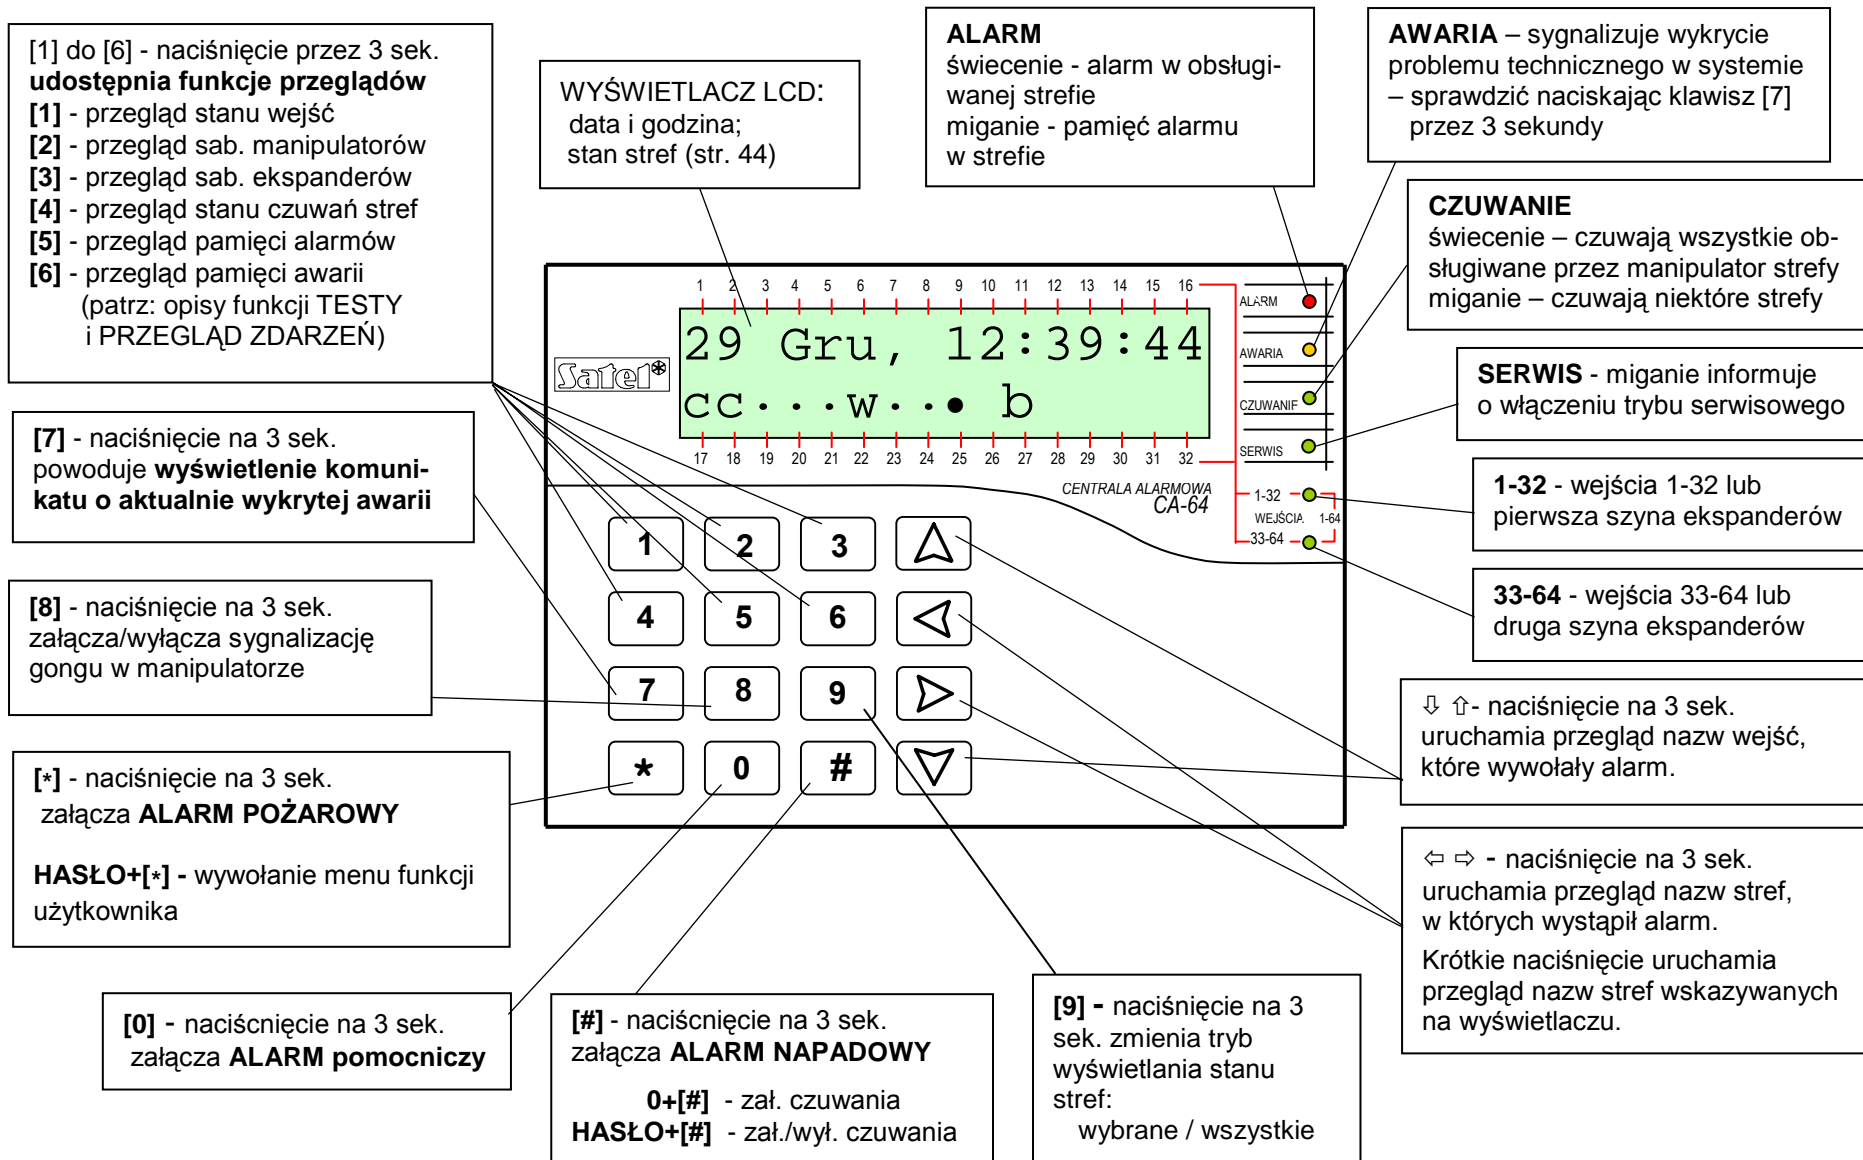 [1] do [6] - naciśnięcie przez 3 sek.
udostępnia funkcje przeglądów
[1] - przegląd stanu wejść
[2] - przegląd sab. manipulatorów
[3] - przegląd sab. ekspanderów
[4] - przegląd stanu czuwań stref
[5] - przegląd pamięci alarmów
[6] - przegląd pamięci awarii
(patrz: opisy funkcji TESTY
i PRZEGLĄD ZDARZEŃ)
WYŚWIETLACZ LCD:
data i godzina;
stan stref (str. 44)
ALARM
świecenie - alarm w obsługi-
wanej strefie
miganie - pamięć alarmu
w strefie
AWARIA – sygnalizuje wykrycie
problemu technicznego w systemie
– sprawdzić naciskając klawisz [7]
przez 3 sekundy
CZUWANIE
świecenie – czuwają wszystkie ob-
sługiwane przez manipulator strefy
miganie – czuwają niektóre strefy
SERWIS - miganie informuje
o włączeniu trybu serwisowego
1-32 - wejścia 1-32 lub
pierwsza szyna ekspanderów
33-64 - wejścia 33-64 lub
druga szyna ekspanderów
⇩ ⇧- naciśnięcie na 3 sek.
uruchamia przegląd nazw wejść,
które wywołały alarm.
⇦ ⇨ - naciśnięcie na 3 sek.
uruchamia przegląd nazw stref,
w których wystąpił alarm.
Krótkie naciśnięcie uruchamia
przegląd nazw stref wskazywanych
na wyświetlaczu.
[7] - naciśnięcie na 3 sek.
powoduje wyświetlenie komuni-
katu o aktualnie wykrytej awarii
[8] - naciśnięcie na 3 sek.
załącza/wyłącza sygnalizację
gongu w manipulatorze
[*] - naciśnięcie na 3 sek.
załącza ALARM POŻAROWY
HASŁO+[*] - wywołanie menu funkcji
użytkownika
[0] - naciścnięcie na 3 sek.
załącza ALARM pomocniczy
[#] - naciścnięcie na 3 sek.
załącza ALARM NAPADOWY
0+[#] - zał. czuwania
HASŁO+[#] - zał./wył. czuwania
[9] - naciśnięcie na 3
sek. zmienia tryb
wyświetlania stanu
stref:
wybrane / wszystkie
1 2 3 4 5 6 7 8 9 10 11 12 13 14 15 16
29 Gru, 12:39:44
cc···w··● b
17 18 19 20 21 22 23 24 25 26 27 28 29 30 31 32
Satel
ALARM
AWARIA
CZUWANIE
SERWIS
CENTRALA ALARMOWA
CA-64
1-32
WEJŚCIA 1-64
33-64
1 2 3
4 5 6
7 8 9
* 0 #